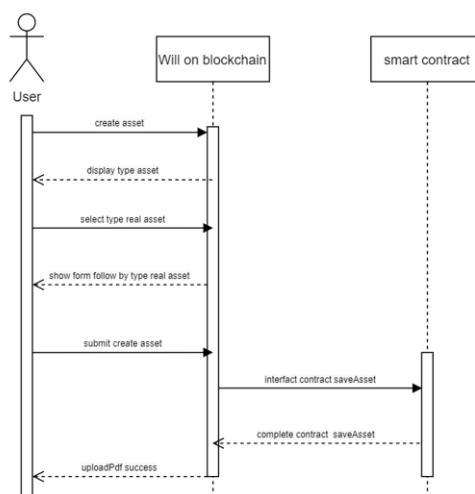 Will on blockchain
smart contract
User
create asset
display type asset
select type real asset
show form follow by type real asset
submit create asset
interfact contract saveAsset
complete contract saveAsset
uploadPdf success